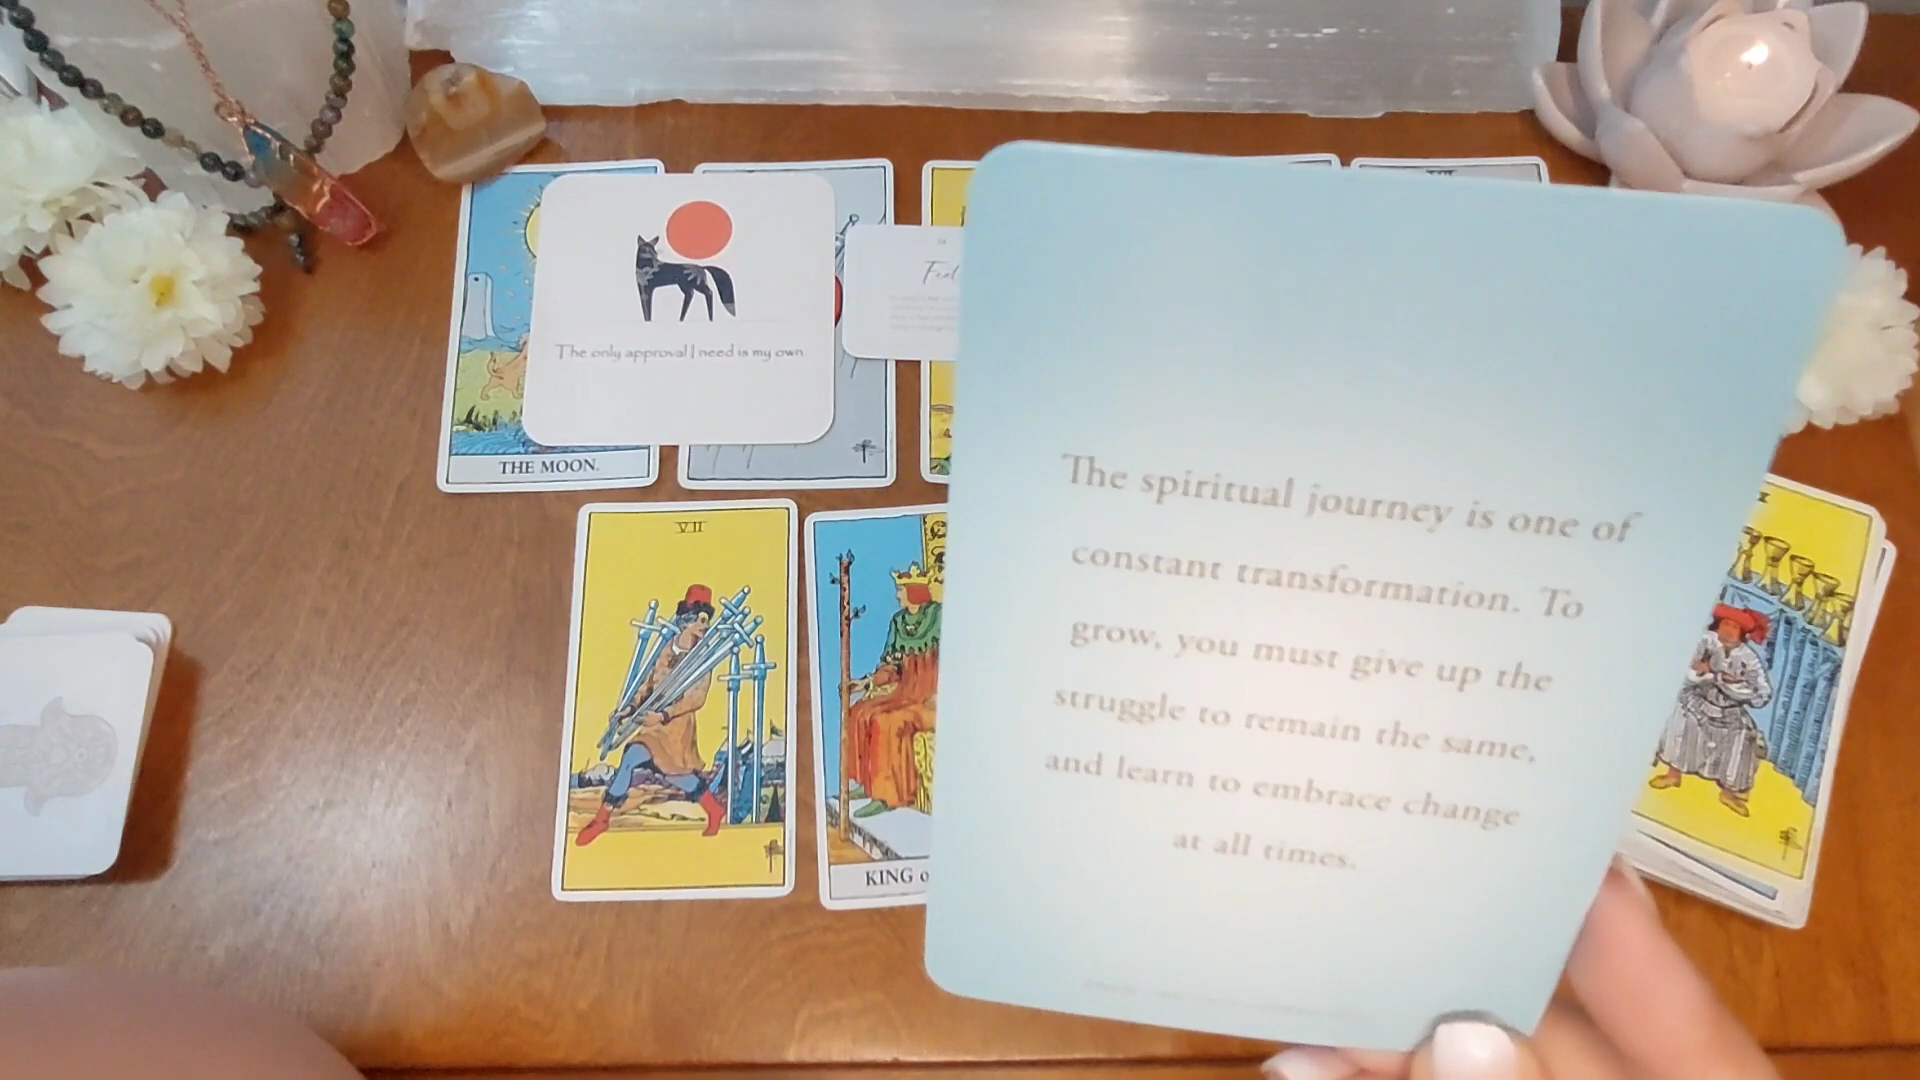 The only approval I need is my own.
Feel
THE MOON.
VII
KING o
The spiritual journey is one of
constant transformation. To
grow, you must give up the
struggle to remain the same,
and learn to embrace change
at all times.